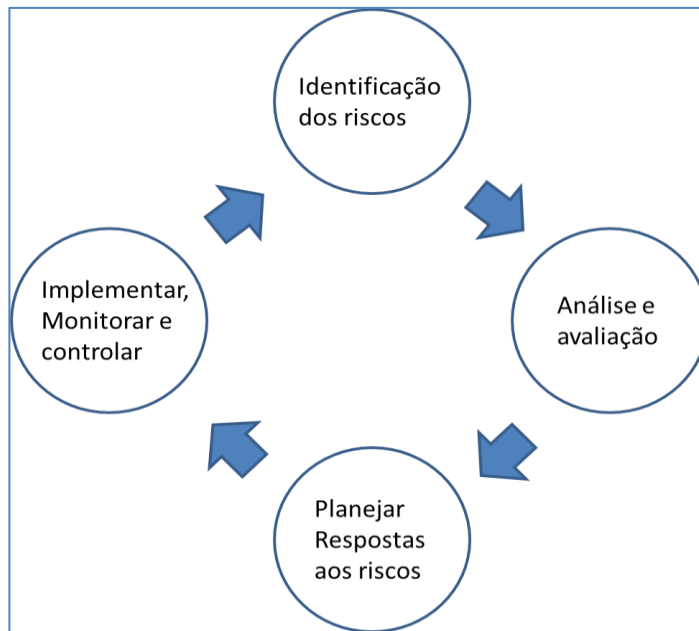 Identificação
dos riscos
Análise e
avaliação
Planejar
Respostas
aos riscos
Implementar,
Monitorar e
controlar